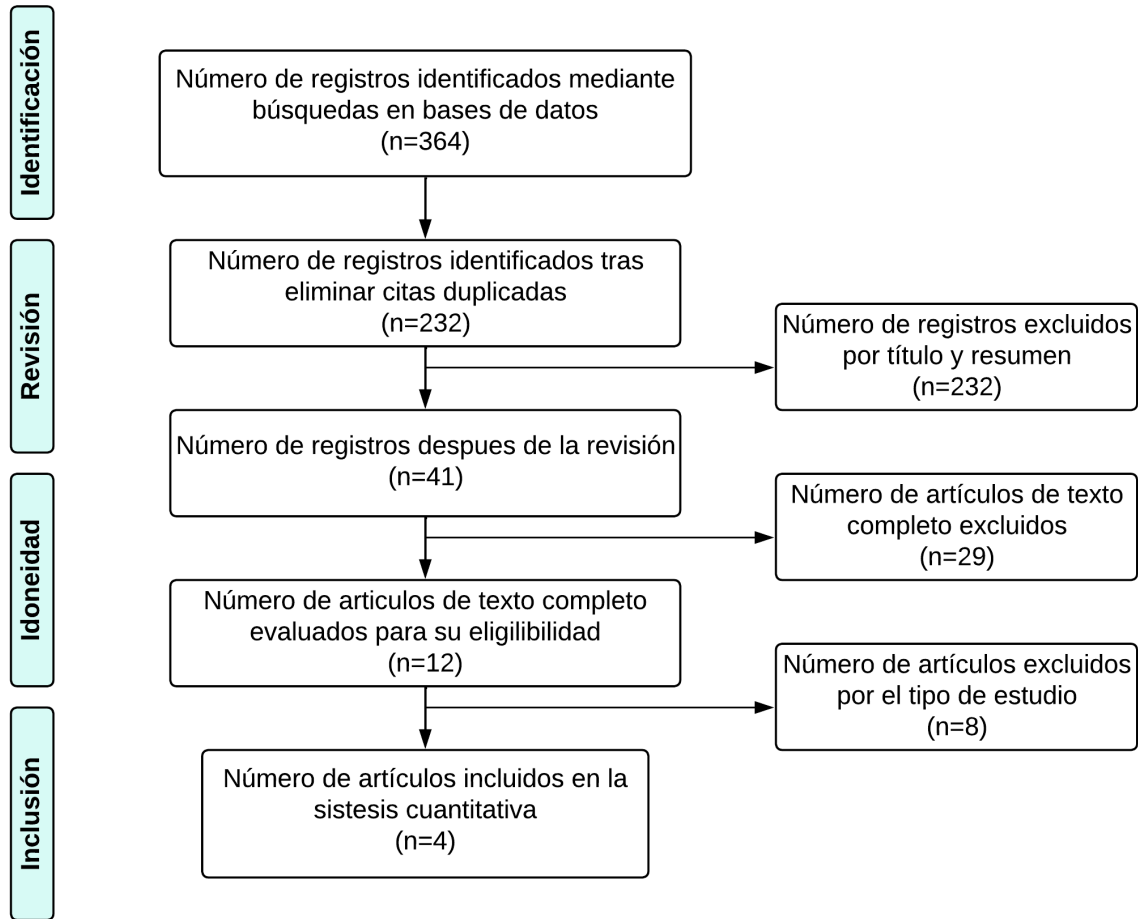 Identificación
Número de registros identificados mediante
búsquedas en bases de datos
(n=364)
Revisión
Número de registros identificados tras
eliminar citas duplicadas
(n=232)
Número de registros excluidos
por título y resumen
(n=232)
Número de registros despues de la revisión
(n=41)
Idoneidad
Número de artículos de texto
completo excluidos
(n=29)
Número de articulos de texto completo
evaluados para su eligilibilidad
(n=12)
Número de artículos excluidos
por el tipo de estudio
(n=8)
Inclusión
Número de artículos incluidos en la
sistesis cuantitativa
(n=4)